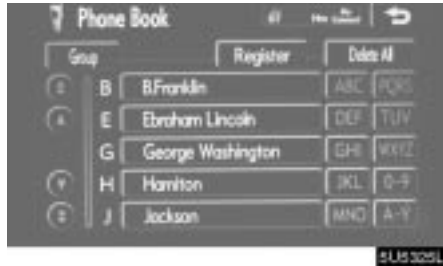 Phone Book
Group Register Delete All
B B.Franklin ABC PQRS
E Ebraham Lincoln DEF TUV
G George Washington GHI WXYZ
H Hamiton JKL 0-9
J Jackson MNO A-Y
5U5325L